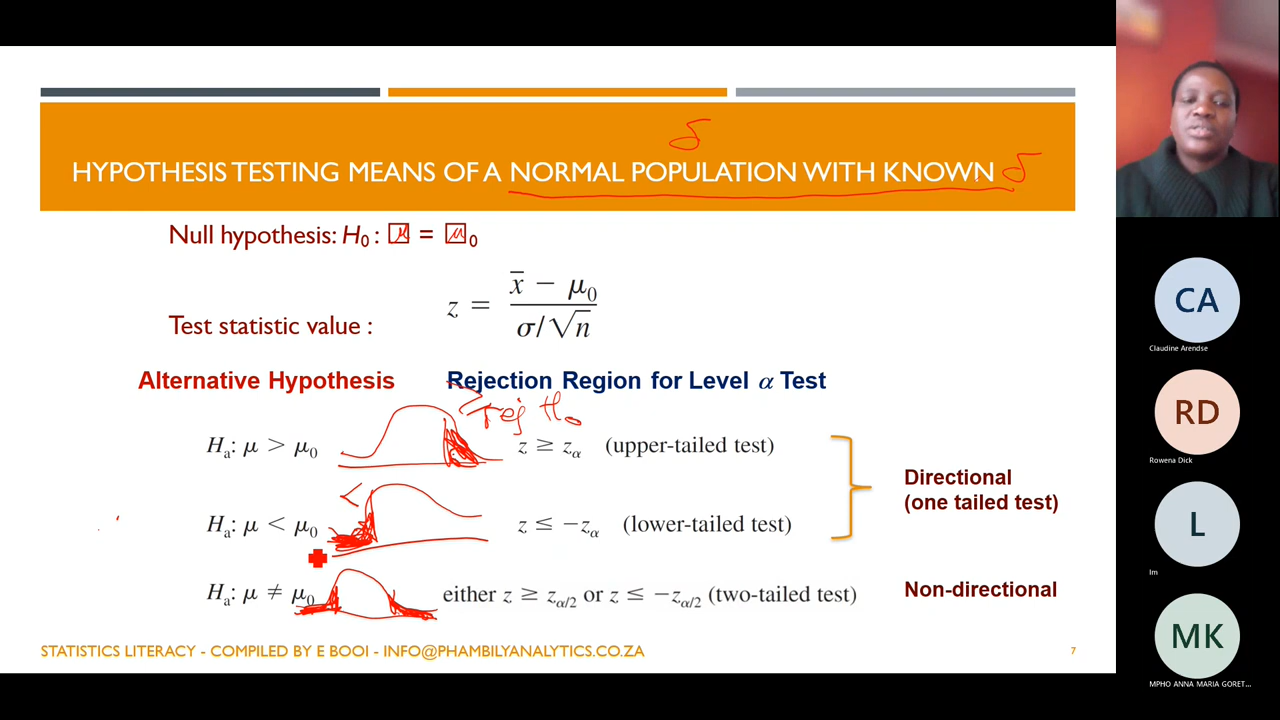 δ
HYPOTHESIS TESTING MEANS OF A NORMAL POPULATION WITH KNOWN δ
Null hypothesis: H₀ : μ = μ₀
Test statistic value : z = (x̄ − μ₀) / (σ/√n)
Alternative Hypothesis Rejection Region for Level α Test
rej H₀
Hₐ: μ > μ₀ z ≥ z_α (upper-tailed test)
Directional
(one tailed test)
Hₐ: μ < μ₀ z ≤ −z_α (lower-tailed test)
Hₐ: μ ≠ μ₀ either z ≥ z_α/2 or z ≤ −z_α/2 (two-tailed test) Non-directional
STATISTICS LITERACY - COMPILED BY E BOOI - INFO@PHAMBILYANALYTICS.CO.ZA 7
CA
Claudine Arendse
RD
Rowena Dick
L
lm
MK
MPHO ANNA MARIA GORET...